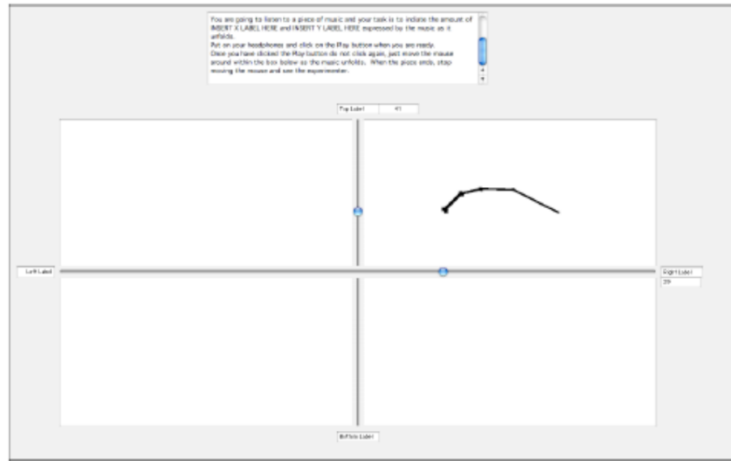 You are going to listen to a piece of music and your task is to indiate the amount of
INSERT X LABEL HERE and INSERT Y LABEL HERE expressed by the music as it
unfolds.
Put on your headphones and click on the Play button when you are ready.
Once you have clicked the Play button do not click again, just move the mouse
around within the box below as the music unfolds. When the piece ends, stop
moving the mouse and see the experimenter.
Top Label
Left Label
Right Label
Bottom Label